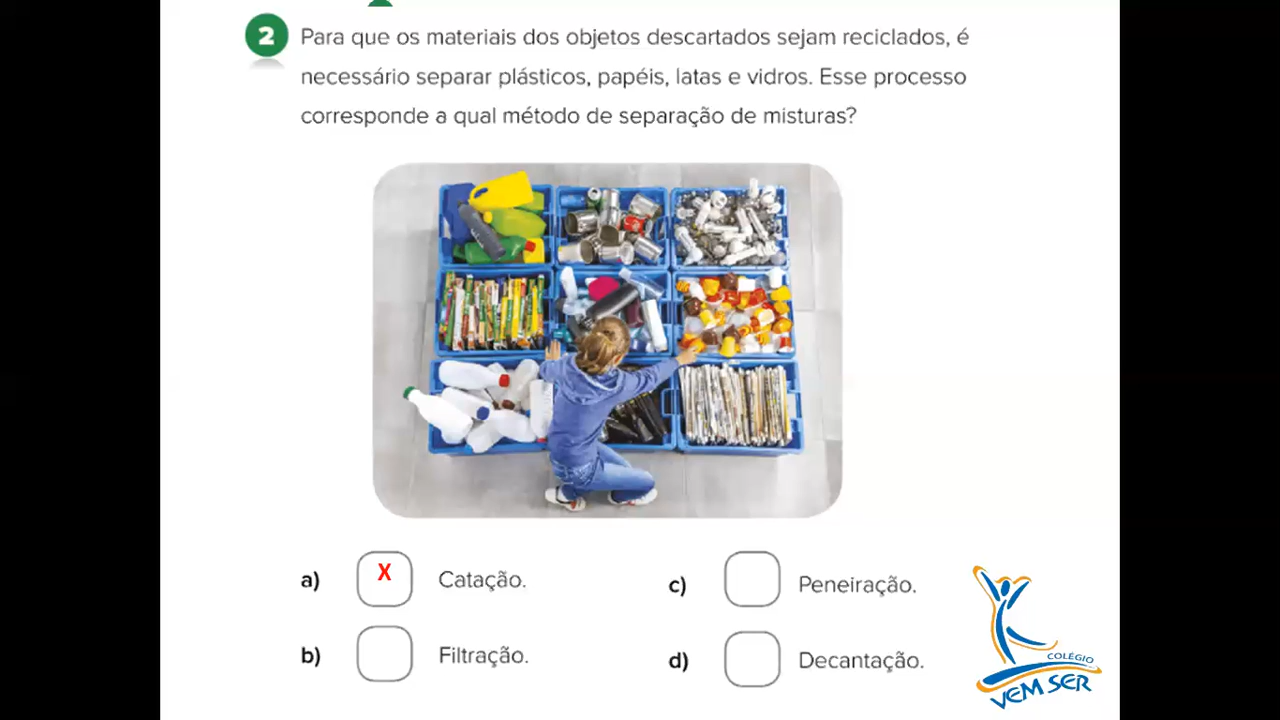 2 Para que os materiais dos objetos descartados sejam reciclados, é
necessário separar plásticos, papéis, latas e vidros. Esse processo
corresponde a qual método de separação de misturas?
a) X Catação.
b) Filtração.
c) Peneiração.
d) Decantação.
COLÉGIO
VEM SER